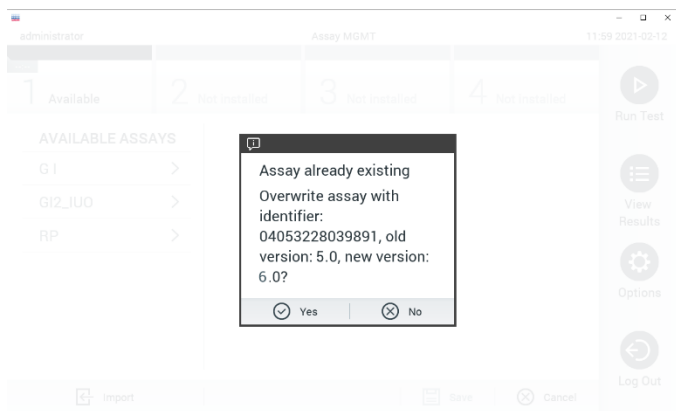 administrator Assay MGMT 11:59 2021-02-12
1 Available 2 Not installed 3 Not installed 4 Not installed
Run Test
AVAILABLE ASSAYS
G I
GI2_IUO
RP
Assay already existing
Overwrite assay with
identifier:
04053228039891, old
version: 5.0, new version:
6.0?
Yes No
View
Results
Options
Log Out
Import Save Cancel